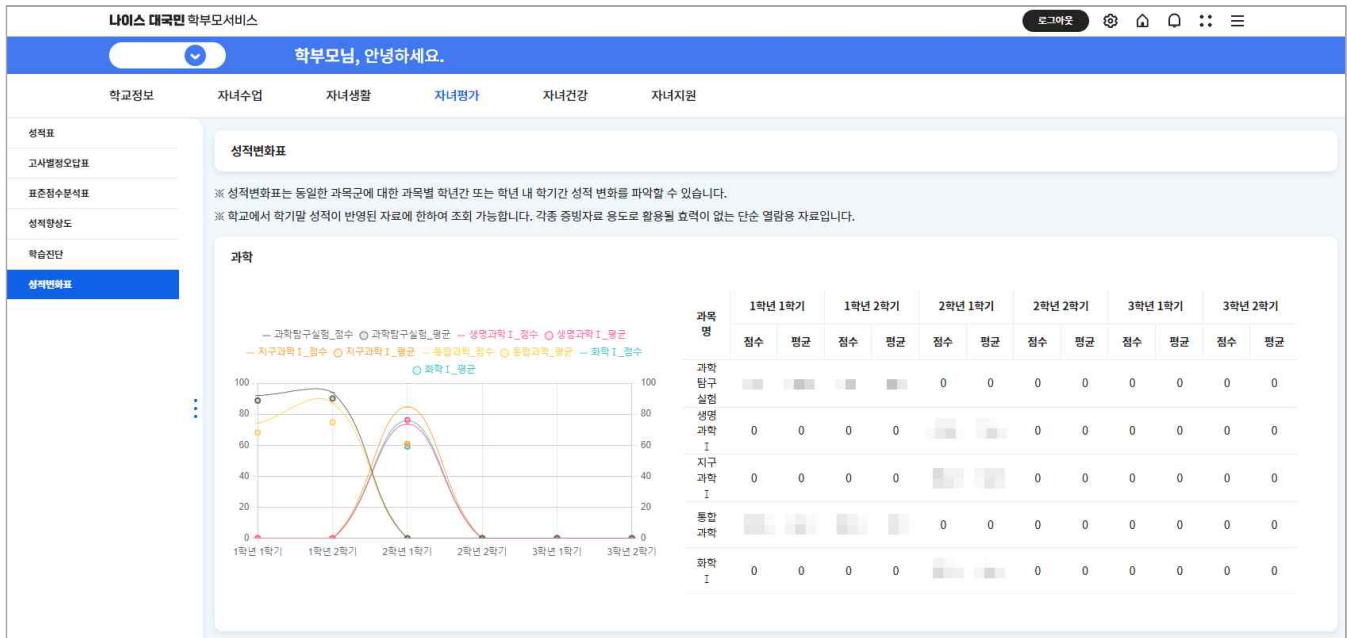 나이스 대국민 학부모서비스
로그아웃
학부모님, 안녕하세요.
학교정보 자녀수업 자녀생활 자녀평가 자녀건강 자녀지원
성적표
고사별정오답표
표준점수분석표
성적향상도
학습진단
성적변화표
성적변화표
※ 성적변화표는 동일한 과목군에 대한 과목별 학년간 또는 학년 내 학기간 성적 변화를 파악할 수 있습니다.
※ 학교에서 학기말 성적이 반영된 자료에 한하여 조회 가능합니다. 각종 증빙자료 용도로 활용될 효력이 없는 단순 열람용 자료입니다.
과학
과학탐구실험_점수 과학탐구실험_평균 생명과학Ⅰ_점수 생명과학Ⅰ_평균
지구과학Ⅰ_점수 지구과학Ⅰ_평균 통합과학_점수 통합과학_평균 화학Ⅰ_점수
화학Ⅰ_평균
100 100
80 80
60 60
40 40
20 20
0 0
1학년 1학기 1학년 2학기 2학년 1학기 2학년 2학기 3학년 1학기 3학년 2학기
과목명 1학년 1학기 1학년 2학기 2학년 1학기 2학년 2학기 3학년 1학기 3학년 2학기
점수 평균 점수 평균 점수 평균 점수 평균 점수 평균 점수 평균
과학탐구실험 0 0 0 0 0 0 0 0
생명과학Ⅰ 0 0 0 0 0 0 0 0 0 0
지구과학Ⅰ 0 0 0 0 0 0 0 0 0 0
통합과학 0 0 0 0 0 0 0 0
화학Ⅰ 0 0 0 0 0 0 0 0 0 0